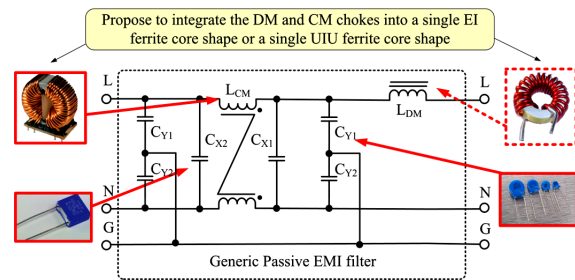 Propose to integrate the DM and CM chokes into a single EI
ferrite core shape or a single UIU ferrite core shape
L
LCM
L
LDM
CY1
CX2
CX1
CY1
CY2
CY2
N
N
G
G
Generic Passive EMI filter